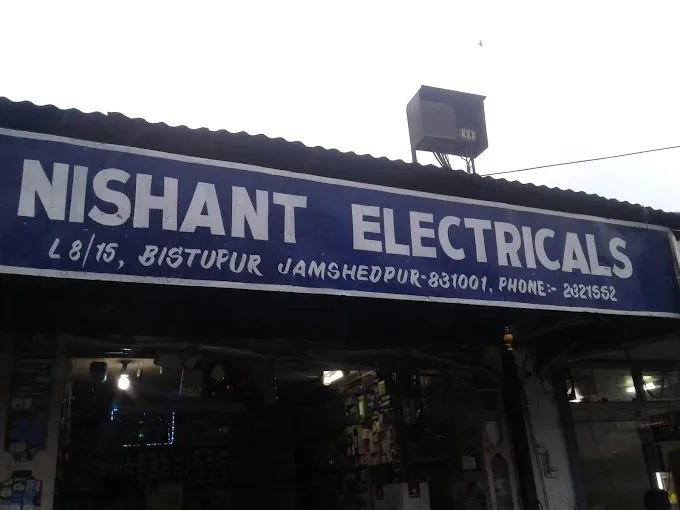 NISHANT ELECTRICALS
L 8/15, BISTUPUR JAMSHEDPUR-831001, PHONE:- 2321552